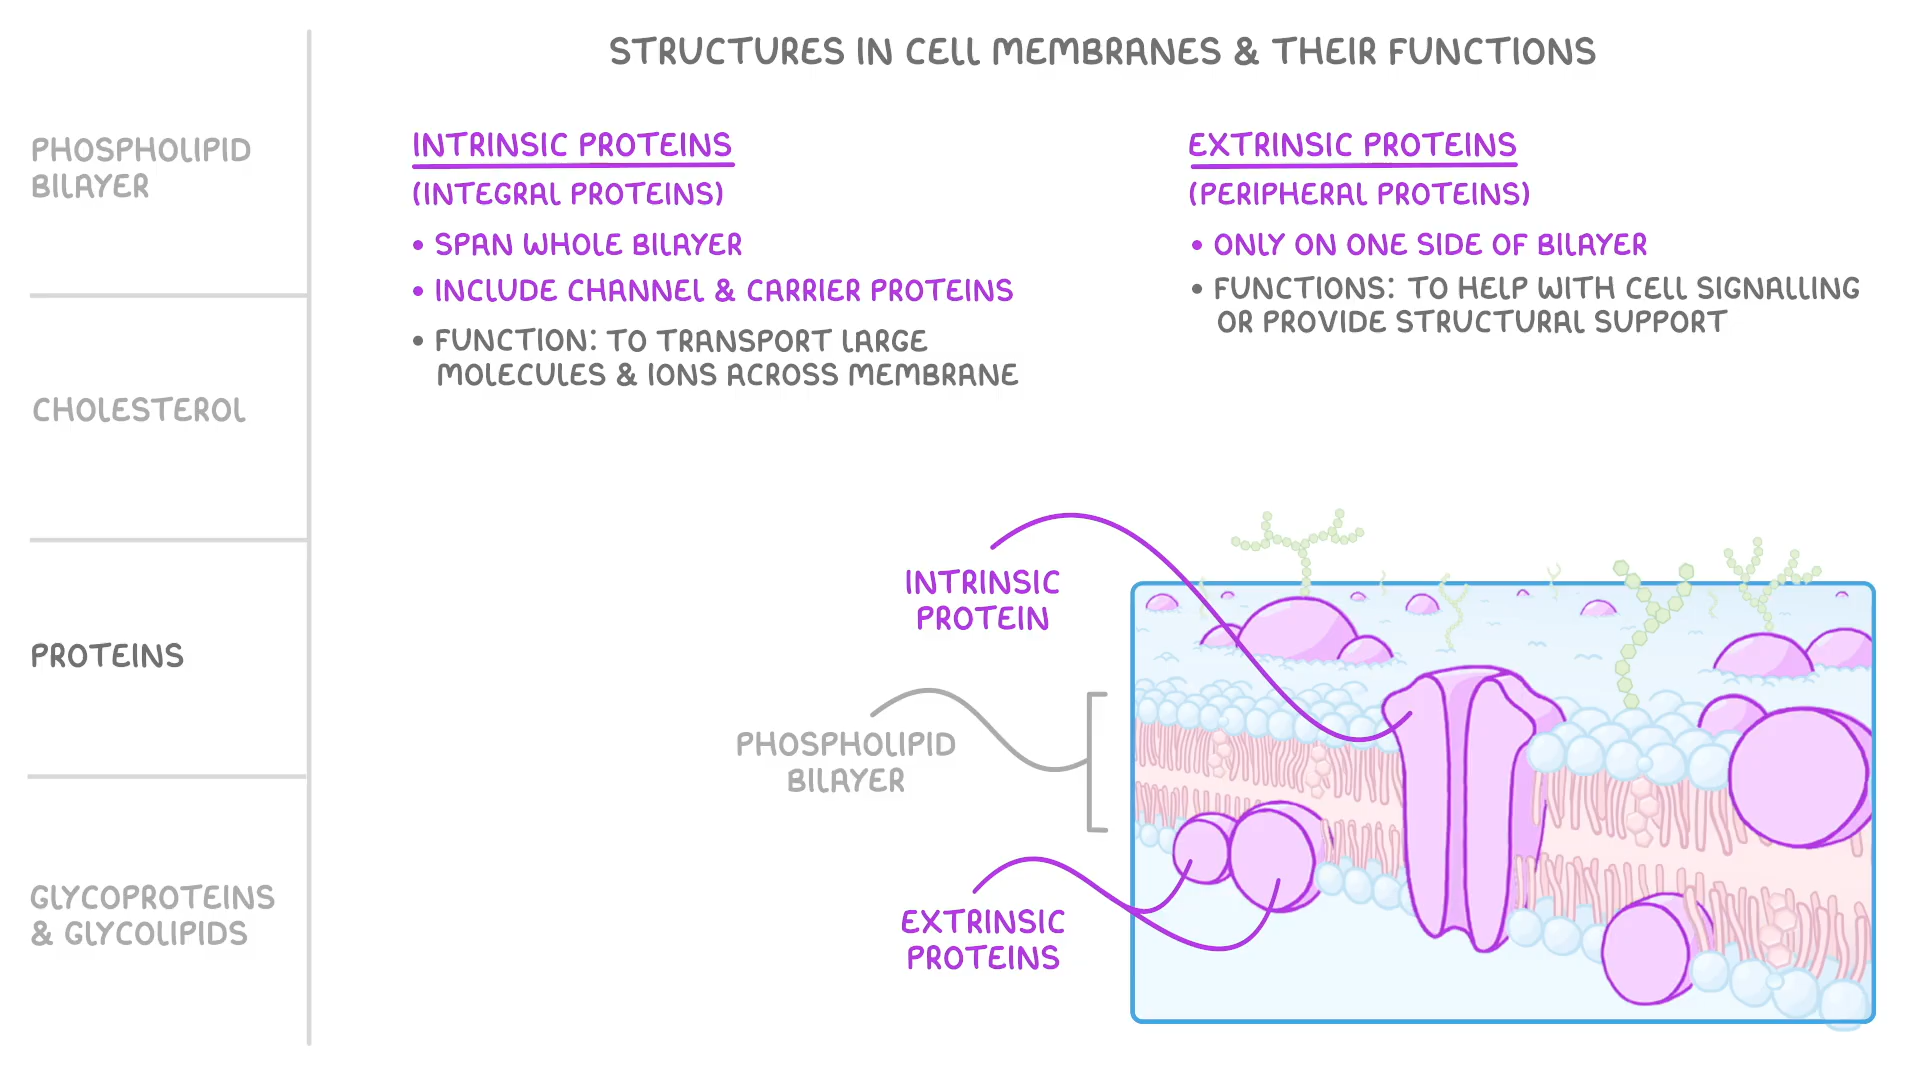 STRUCTURES IN CELL MEMBRANES & THEIR FUNCTIONS
PHOSPHOLIPID
BILAYER
CHOLESTEROL
PROTEINS
GLYCOPROTEINS
& GLYCOLIPIDS
INTRINSIC PROTEINS
(INTEGRAL PROTEINS)
• SPAN WHOLE BILAYER
• INCLUDE CHANNEL & CARRIER PROTEINS
• FUNCTION: TO TRANSPORT LARGE
MOLECULES & IONS ACROSS MEMBRANE
EXTRINSIC PROTEINS
(PERIPHERAL PROTEINS)
• ONLY ON ONE SIDE OF BILAYER
• FUNCTIONS: TO HELP WITH CELL SIGNALLING
OR PROVIDE STRUCTURAL SUPPORT
INTRINSIC
PROTEIN
PHOSPHOLIPID
BILAYER
EXTRINSIC
PROTEINS